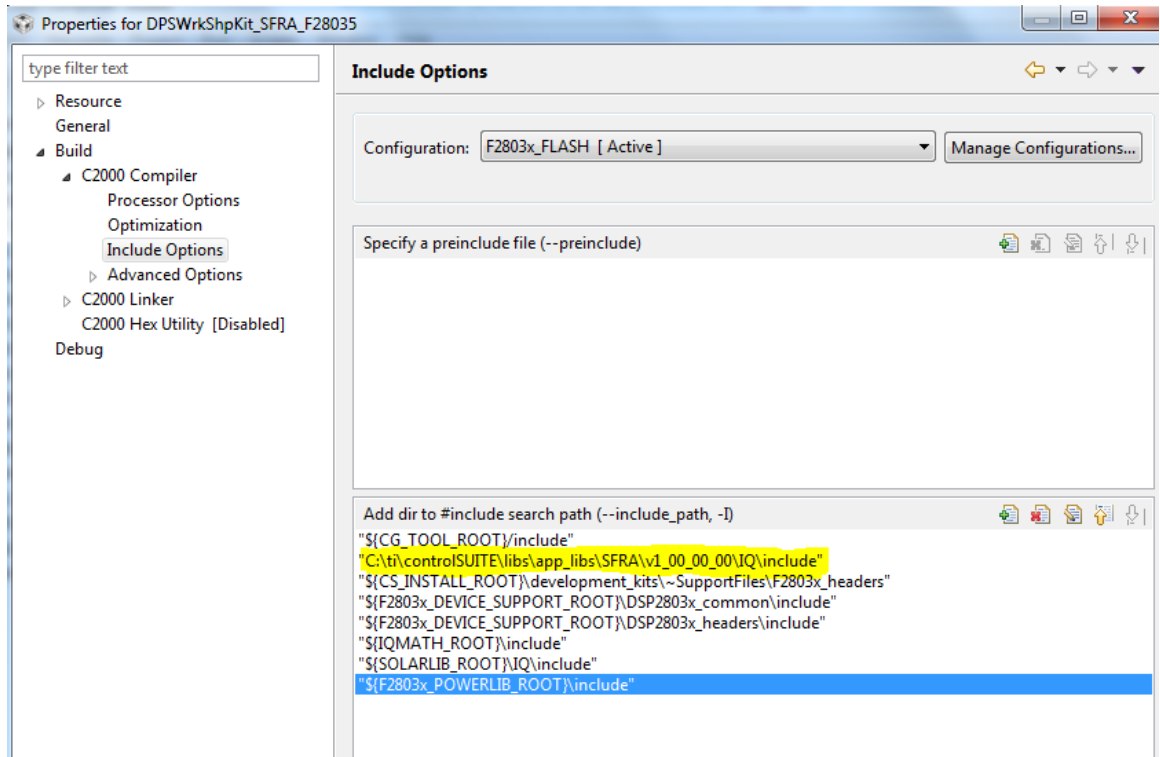 Properties for DPSWrkShpKit_SFRA_F28035
type filter text
Resource
General
Build
C2000 Compiler
Processor Options
Optimization
Include Options
Advanced Options
C2000 Linker
C2000 Hex Utility [Disabled]
Debug
Include Options
Configuration: F2803x_FLASH [ Active ] Manage Configurations...
Specify a preinclude file (--preinclude)
Add dir to #include search path (--include_path, -I)
"${CG_TOOL_ROOT}/include"
"C:\ti\controlSUITE\libs\app_libs\SFRA\v1_00_00_00\IQ\include"
"${CS_INSTALL_ROOT}\development_kits\~SupportFiles\F2803x_headers"
"${F2803x_DEVICE_SUPPORT_ROOT}\DSP2803x_common\include"
"${F2803x_DEVICE_SUPPORT_ROOT}\DSP2803x_headers\include"
"${IQMATH_ROOT}\include"
"${SOLARLIB_ROOT}\IQ\include"
"${F2803x_POWERLIB_ROOT}\include"